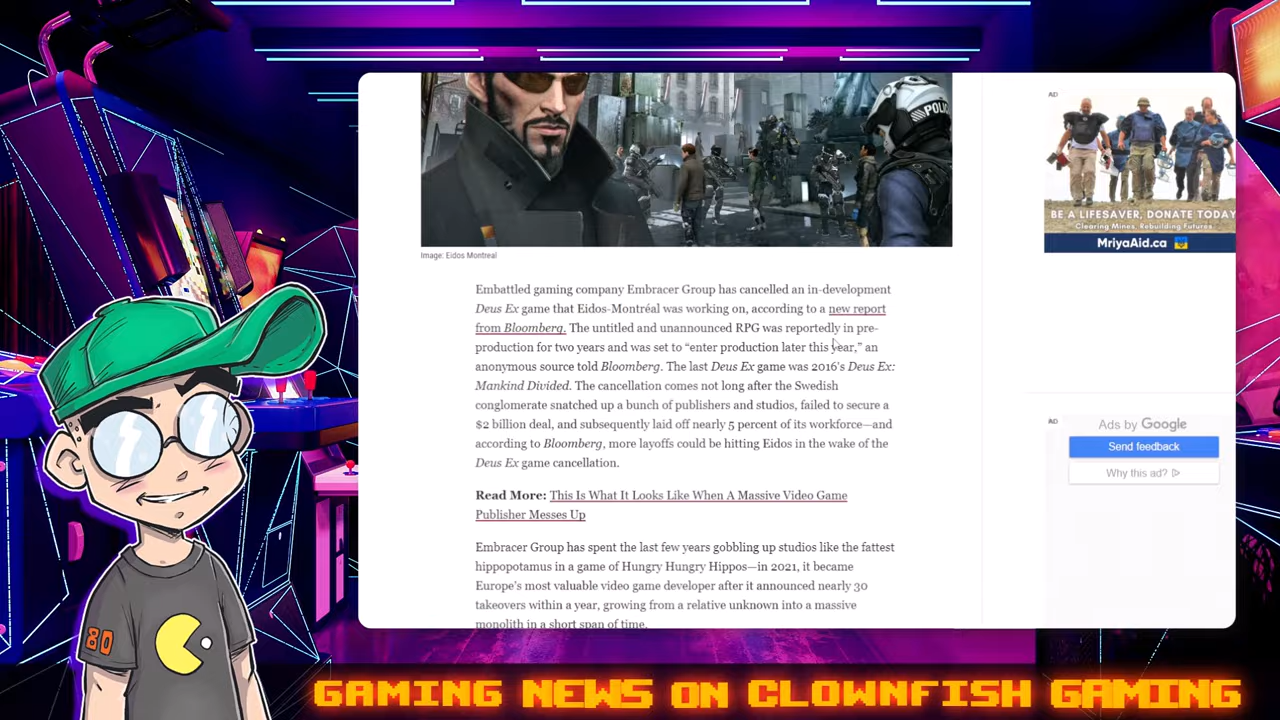 POLICE
Image: Eidos Montreal
Embattled gaming company Embracer Group has cancelled an in-development
Deus Ex game that Eidos-Montréal was working on, according to a new report
from Bloomberg. The untitled and unannounced RPG was reportedly in pre-
production for two years and was set to “enter production later this year,” an
anonymous source told Bloomberg. The last Deus Ex game was 2016’s Deus Ex:
Mankind Divided. The cancellation comes not long after the Swedish
conglomerate snatched up a bunch of publishers and studios, failed to secure a
$2 billion deal, and subsequently laid off nearly 5 percent of its workforce—and
according to Bloomberg, more layoffs could be hitting Eidos in the wake of the
Deus Ex game cancellation.
Read More: This Is What It Looks Like When A Massive Video Game
Publisher Messes Up
Embracer Group has spent the last few years gobbling up studios like the fattest
hippopotamus in a game of Hungry Hungry Hippos—in 2021, it became
Europe’s most valuable video game developer after it announced nearly 30
takeovers within a year, growing from a relative unknown into a massive
monolith in a short span of time.
AD
BE A LIFESAVER, DONATE TODAY
Clearing Mines. Rebuilding Futures.
MriyaAid.ca
AD
Ads by Google
Send feedback
Why this ad?
80
GAMING NEWS ON CLOWNFISH GAMING